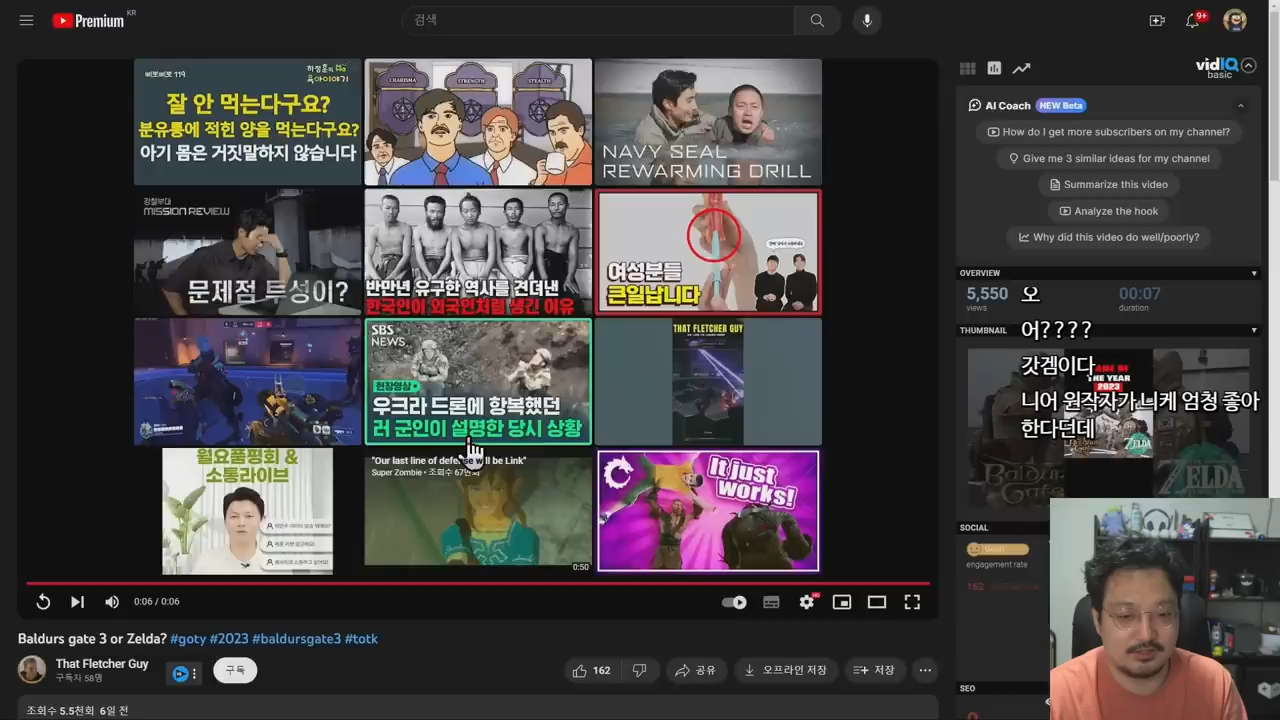 Premium KR
검색
9+
삐뽀삐뽀 119
하정훈의 육아이야기
잘 안 먹는다구요?
분유통에 적힌 양을 먹는다구요?
아기 몸은 거짓말하지 않습니다
CHARISMA
STRENGTH
STEALTH
NAVY SEAL
REWARMING DRILL
강철부대
MISSION REVIEW
문제점 투성이?
반만년 유구한 역사를 견뎌낸
한국인이 외국인처럼 생긴 이유
여성분들
큰일납니다
SBS
NEWS
현장영상
우크라 드론에 항복했던
러 군인이 설명한 당시 상황
THAT FLETCHER GUY
월요폴짱회 &
소통라이브
"Our last line of defense will be Link"
Super Zombie • 조회수 67만회
0:50
It just
works!
0:06 / 0:06
Baldurs gate 3 or Zelda? #goty #2023 #baldursgate3 #totk
That Fletcher Guy
구독자 58명
구독
162
공유
오프라인 저장
저장
조회수 5.5천회 6일 전
vidIQ
basic
AI Coach NEW Beta
How do I get more subscribers on my channel?
Give me 3 similar ideas for my channel
Summarize this video
Analyze the hook
Why did this video do well/poorly?
OVERVIEW
5,550
views
00:07
duration
오
THUMBNAIL
어????
갓겜이다
니어 원작자가 니케 엄청 좋아
한다던데
THE YEAR
2023
ZELDA
Baldur's
Gate
ZELDA
SOCIAL
Good!
engagement rate
162
SEO